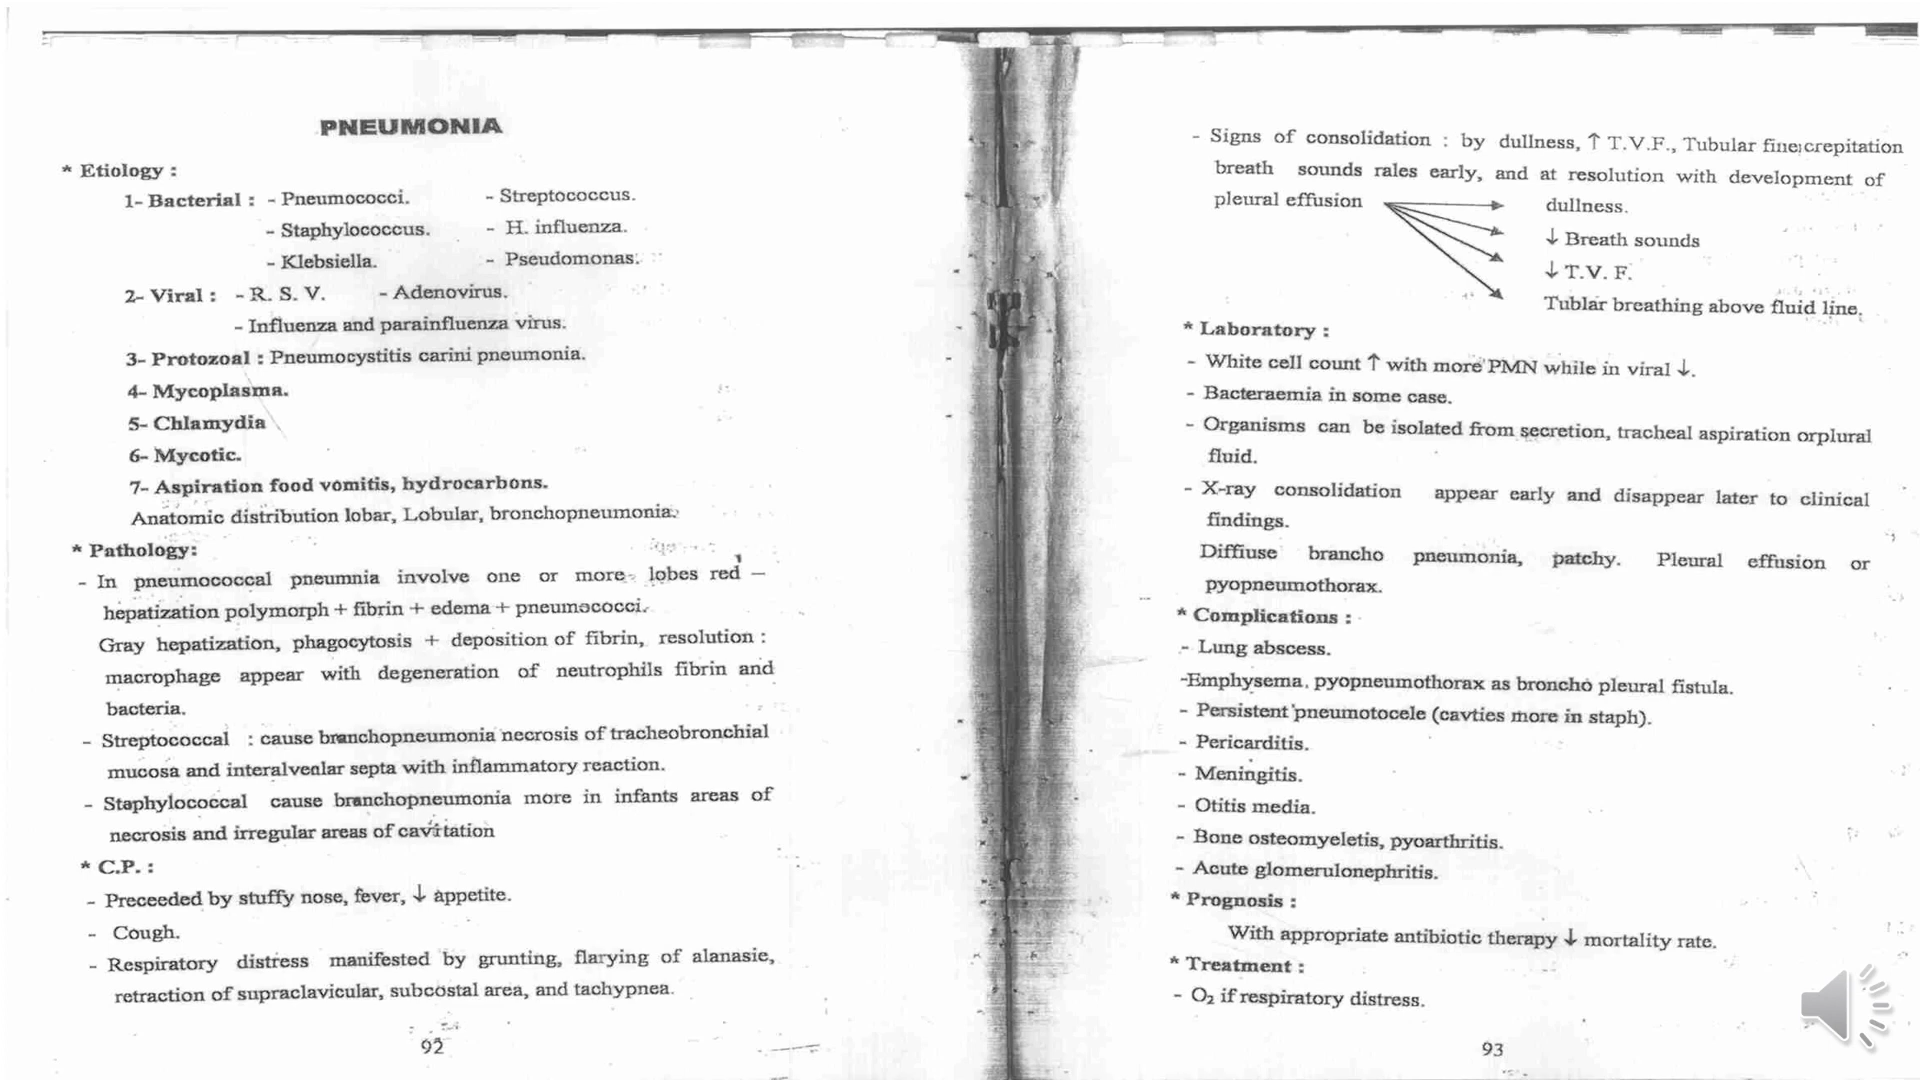 PNEUMONIA
* Etiology :
1- Bacterial : - Pneumococci. - Streptococcus.
- Staphylococcus. - H. influenza.
- Klebsiella. - Pseudomonas.
2- Viral : - R. S. V. - Adenovirus.
- Influenza and parainfluenza virus.
3- Protozoal : Pneumocystitis carini pneumonia.
4- Mycoplasma.
5- Chlamydia
6- Mycotic.
7- Aspiration food vomitis, hydrocarbons.
Anatomic distribution lobar, Lobular, bronchopneumonia.
* Pathology:
- In pneumococcal pneumnia involve one or more lobes red –
hepatization polymorph + fibrin + edema + pneumococci.
Gray hepatization, phagocytosis + deposition of fibrin, resolution :
macrophage appear with degeneration of neutrophils fibrin and
bacteria.
- Streptococcal : cause branchopneumonia necrosis of tracheobronchial
mucosa and interalvealar septa with inflammatory reaction.
- Staphylococcal cause branchopneumonia more in infants areas of
necrosis and irregular areas of cavitation
* C.P. :
- Preceeded by stuffy nose, fever, ↓ appetite.
- Cough.
- Respiratory distress manifested by grunting, flarying of alanasie,
retraction of supraclavicular, subcostal area, and tachypnea.
92
- Signs of consolidation : by dullness, ↑ T.V.F., Tubular fine crepitation
breath sounds rales early, and at resolution with development of
pleural effusion dullness.
↓ Breath sounds
↓ T.V. F.
Tublar breathing above fluid line.
* Laboratory :
- White cell count ↑ with more PMN while in viral ↓.
- Bacteraemia in some case.
- Organisms can be isolated from secretion, tracheal aspiration orplural
fluid.
- X-ray consolidation appear early and disappear later to clinical
findings.
Diffiuse brancho pneumonia, patchy. Pleural effusion or
pyopneumothorax.
* Complications :
- Lung abscess.
-Emphysema, pyopneumothorax as broncho pleural fistula.
- Persistent pneumotocele (cavties more in staph).
- Pericarditis.
- Meningitis.
- Otitis media.
- Bone osteomyeletis, pyoarthritis.
- Acute glomerulonephritis.
* Prognosis :
With appropriate antibiotic therapy ↓ mortality rate.
* Treatment :
- O₂ if respiratory distress.
93